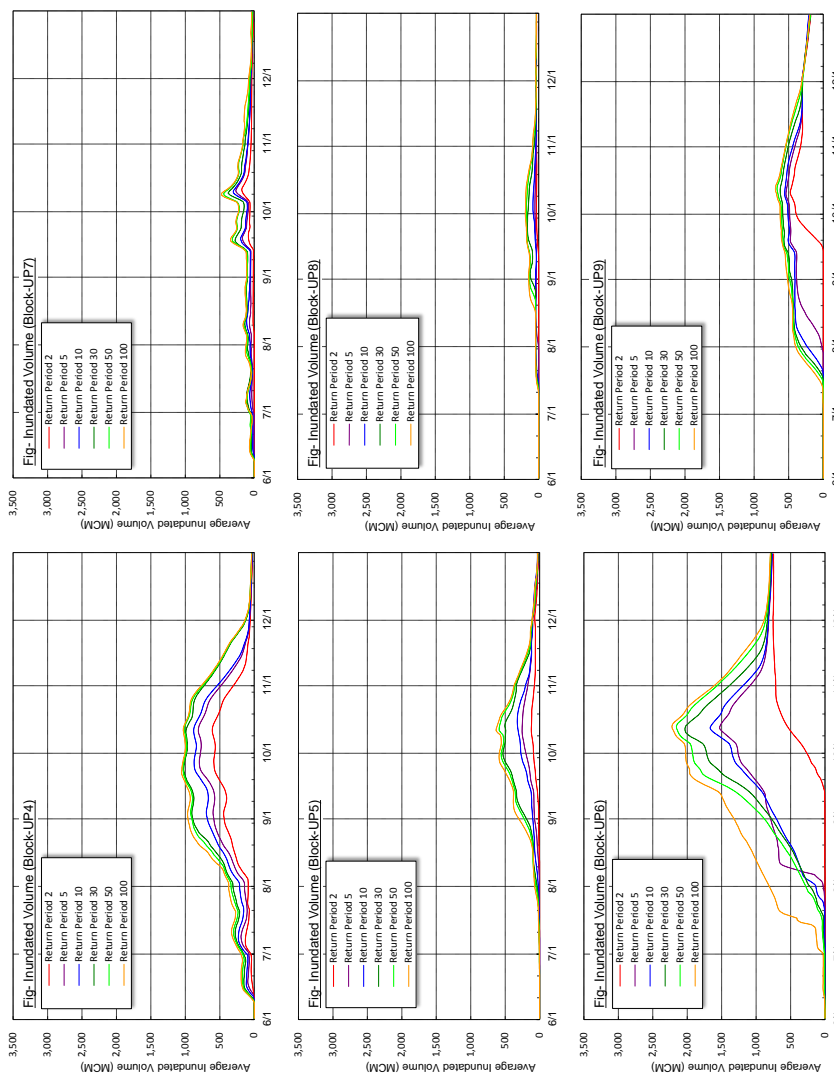 Fig- Inundated Volume (Block-UP4)
Average Inundated Volume (MCM)
3,500
3,000
2,500
2,000
1,500
1,000
500
0
Return Period 2
Return Period 5
Return Period 10
Return Period 30
Return Period 50
Return Period 100
6/1 7/1 8/1 9/1 10/1 11/1 12/1
Fig- Inundated Volume (Block-UP7)
Average Inundated Volume (MCM)
3,500
3,000
2,500
2,000
1,500
1,000
500
0
Return Period 2
Return Period 5
Return Period 10
Return Period 30
Return Period 50
Return Period 100
6/1 7/1 8/1 9/1 10/1 11/1 12/1
Fig- Inundated Volume (Block-UP5)
Average Inundated Volume (MCM)
3,500
3,000
2,500
2,000
1,500
1,000
500
0
Return Period 2
Return Period 5
Return Period 10
Return Period 30
Return Period 50
Return Period 100
6/1 7/1 8/1 9/1 10/1 11/1 12/1
Fig- Inundated Volume (Block-UP8)
Average Inundated Volume (MCM)
3,500
3,000
2,500
2,000
1,500
1,000
500
0
Return Period 2
Return Period 5
Return Period 10
Return Period 30
Return Period 50
Return Period 100
6/1 7/1 8/1 9/1 10/1 11/1 12/1
Fig- Inundated Volume (Block-UP6)
Average Inundated Volume (MCM)
3,500
3,000
2,500
2,000
1,500
1,000
500
0
Return Period 2
Return Period 5
Return Period 10
Return Period 30
Return Period 50
Return Period 100
Fig- Inundated Volume (Block-UP9)
Average Inundated Volume (MCM)
3,500
3,000
2,500
2,000
1,500
1,000
500
0
Return Period 2
Return Period 5
Return Period 10
Return Period 30
Return Period 50
Return Period 100